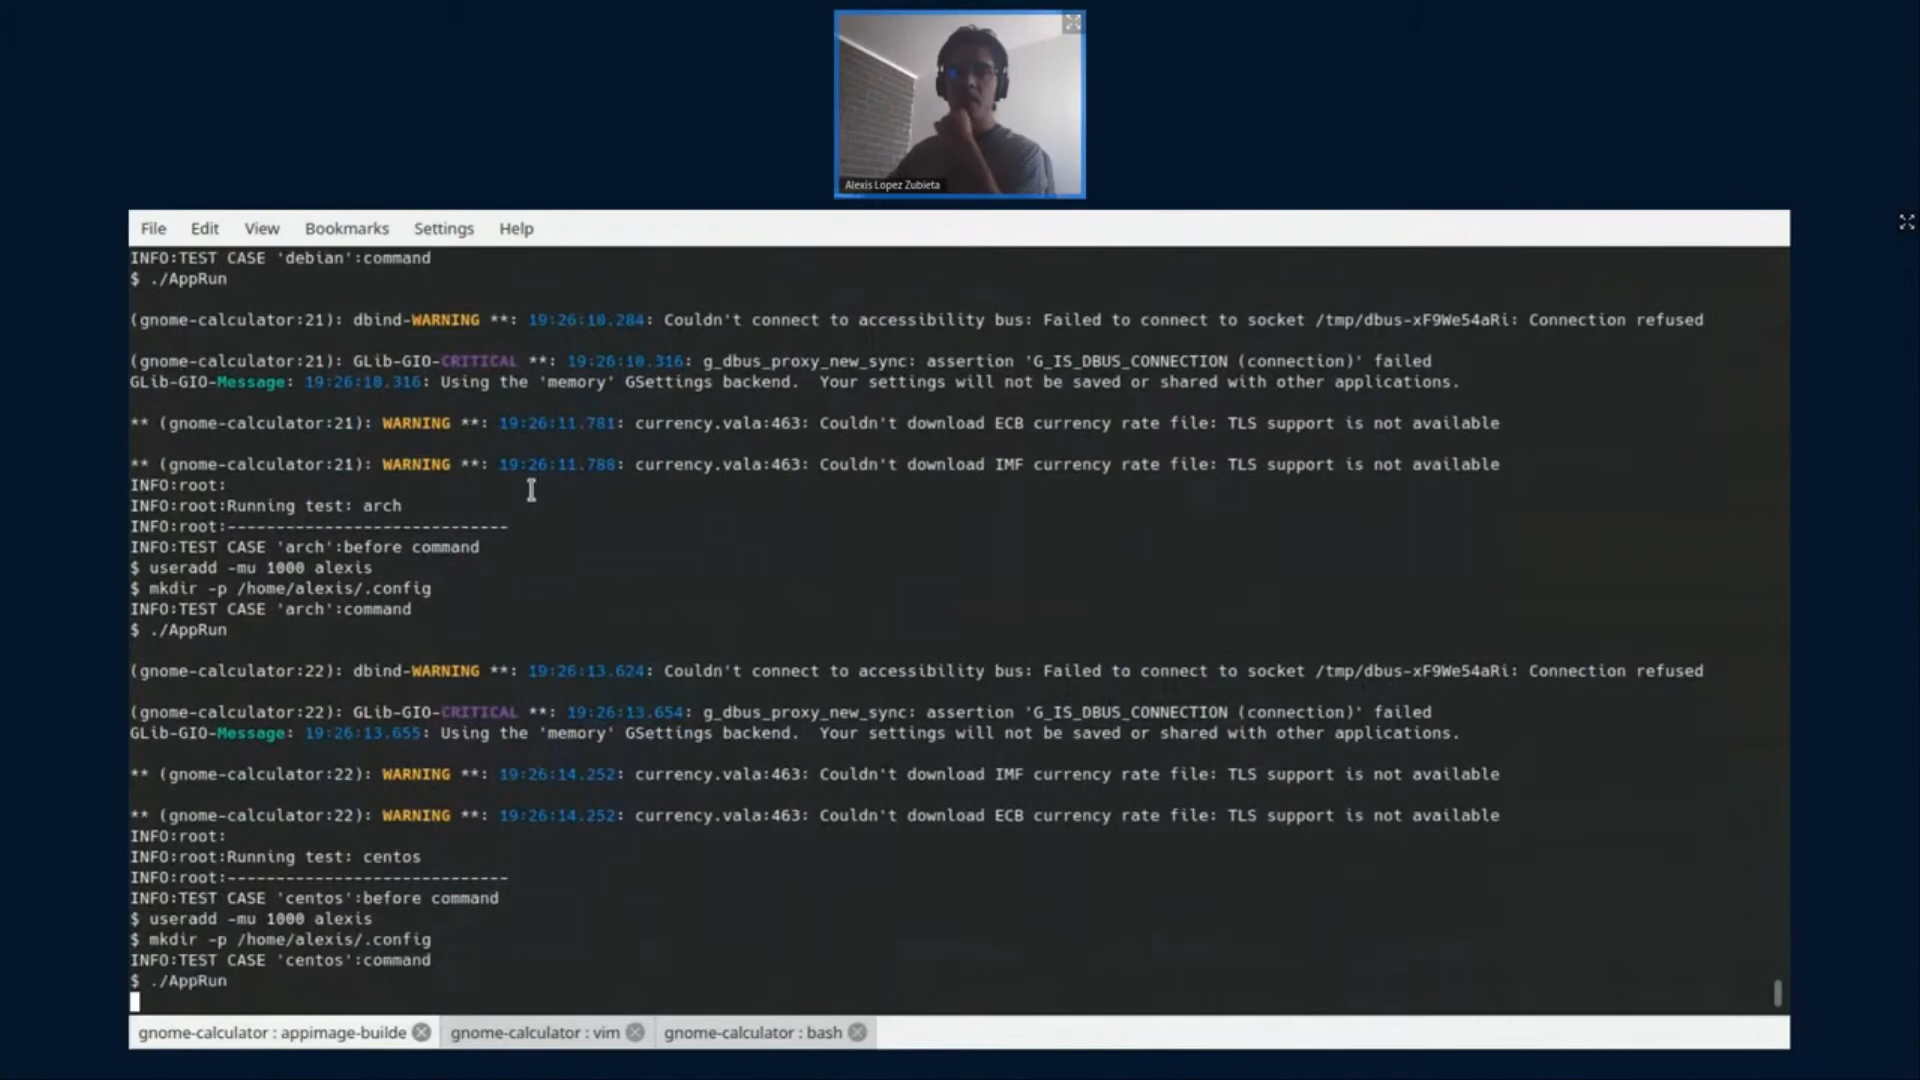 Alexis Lopez Zubieta
File Edit View Bookmarks Settings Help
INFO:TEST CASE 'debian':command
$ ./AppRun
(gnome-calculator:21): dbind-WARNING **: 19:26:10.284: Couldn't connect to accessibility bus: Failed to connect to socket /tmp/dbus-xF9We54aRi: Connection refused
(gnome-calculator:21): GLib-GIO-CRITICAL **: 19:26:10.316: g_dbus_proxy_new_sync: assertion 'G_IS_DBUS_CONNECTION (connection)' failed
GLib-GIO-Message: 19:26:10.316: Using the 'memory' GSettings backend.  Your settings will not be saved or shared with other applications.
** (gnome-calculator:21): WARNING **: 19:26:11.781: currency.vala:463: Couldn't download ECB currency rate file: TLS support is not available
** (gnome-calculator:21): WARNING **: 19:26:11.788: currency.vala:463: Couldn't download IMF currency rate file: TLS support is not available
INFO:root:
INFO:root:Running test: arch
INFO:root:-----------------------------
INFO:TEST CASE 'arch':before command
$ useradd -mu 1000 alexis
$ mkdir -p /home/alexis/.config
INFO:TEST CASE 'arch':command
$ ./AppRun
(gnome-calculator:22): dbind-WARNING **: 19:26:13.624: Couldn't connect to accessibility bus: Failed to connect to socket /tmp/dbus-xF9We54aRi: Connection refused
(gnome-calculator:22): GLib-GIO-CRITICAL **: 19:26:13.654: g_dbus_proxy_new_sync: assertion 'G_IS_DBUS_CONNECTION (connection)' failed
GLib-GIO-Message: 19:26:13.655: Using the 'memory' GSettings backend.  Your settings will not be saved or shared with other applications.
** (gnome-calculator:22): WARNING **: 19:26:14.252: currency.vala:463: Couldn't download IMF currency rate file: TLS support is not available
** (gnome-calculator:22): WARNING **: 19:26:14.252: currency.vala:463: Couldn't download ECB currency rate file: TLS support is not available
INFO:root:
INFO:root:Running test: centos
INFO:root:-----------------------------
INFO:TEST CASE 'centos':before command
$ useradd -mu 1000 alexis
$ mkdir -p /home/alexis/.config
INFO:TEST CASE 'centos':command
$ ./AppRun
gnome-calculator : appimage-builde gnome-calculator : vim gnome-calculator : bash